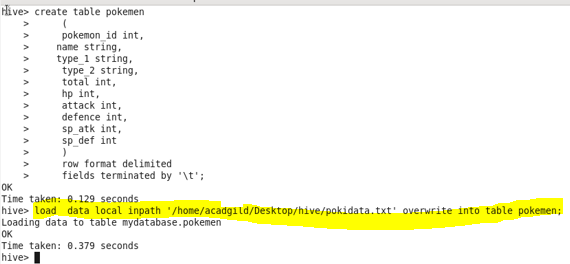 hive> create table pokemen
> (
> pokemon_id int,
> name string,
> type_1 string,
> type_2 string,
> total int,
> hp int,
> attack int,
> defence int,
> sp_atk int,
> sp_def int
> )
> row format delimited
> fields terminated by '\t';
OK
Time taken: 0.129 seconds
hive> load  data local inpath '/home/acadgild/Desktop/hive/pokidata.txt' overwrite into table pokemen;
Loading data to table mydatabase.pokemen
OK
Time taken: 0.379 seconds
hive>